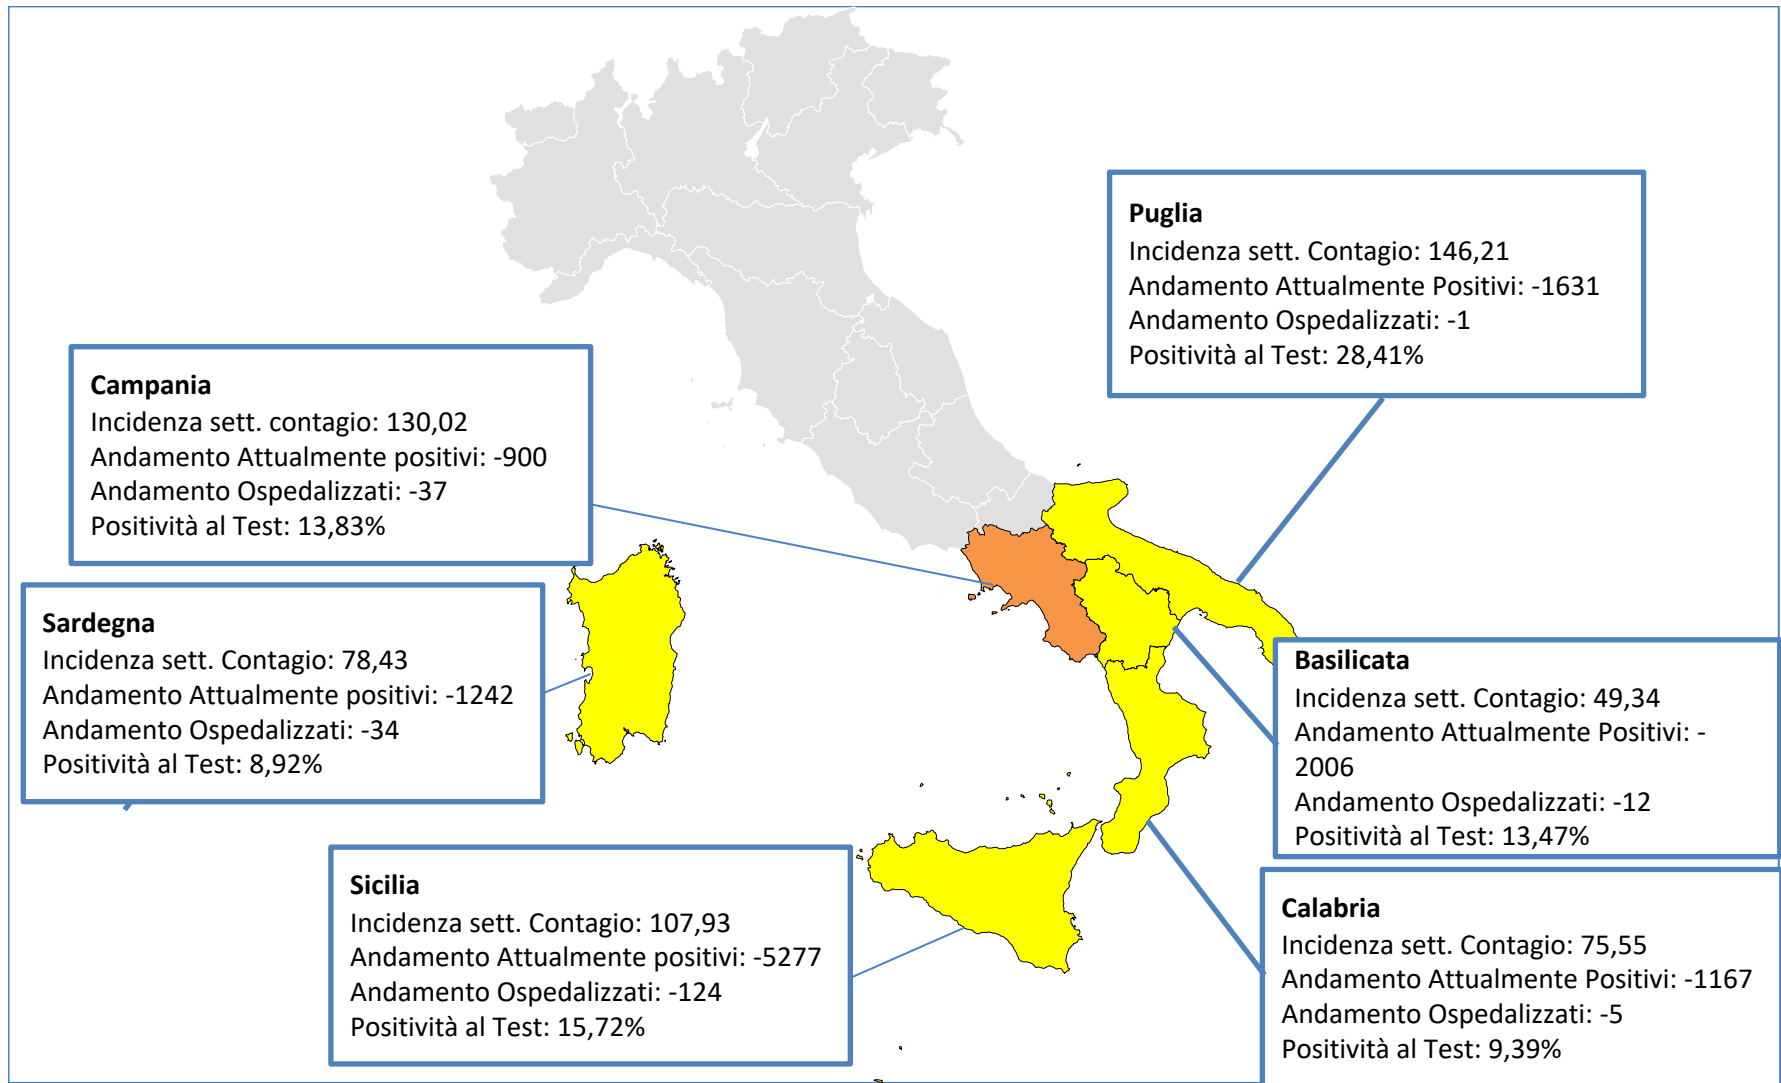 Puglia
Incidenza sett. Contagio: 146,21
Andamento Attualmente Positivi: -1631
Andamento Ospedalizzati: -1
Positività al Test: 28,41%
Campania
Incidenza sett. contagio: 130,02
Andamento Attualmente positivi: -900
Andamento Ospedalizzati: -37
Positività al Test: 13,83%
Sardegna
Incidenza sett. Contagio: 78,43
Andamento Attualmente positivi: -1242
Andamento Ospedalizzati: -34
Positività al Test: 8,92%
Basilicata
Incidenza sett. Contagio: 49,34
Andamento Attualmente Positivi: -
2006
Andamento Ospedalizzati: -12
Positività al Test: 13,47%
Sicilia
Incidenza sett. Contagio: 107,93
Andamento Attualmente positivi: -5277
Andamento Ospedalizzati: -124
Positività al Test: 15,72%
Calabria
Incidenza sett. Contagio: 75,55
Andamento Attualmente Positivi: -1167
Andamento Ospedalizzati: -5
Positività al Test: 9,39%